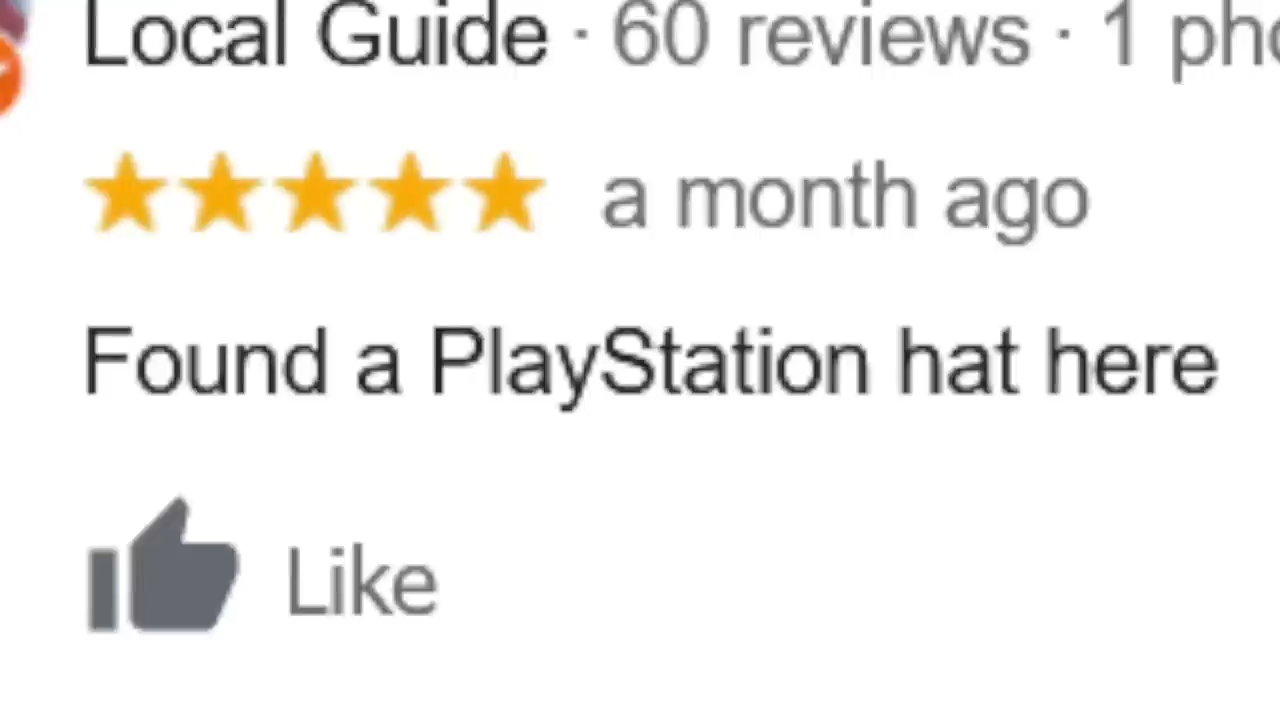 Local Guide · 60 reviews · 1
a month ago
Found a PlayStation hat here
Like